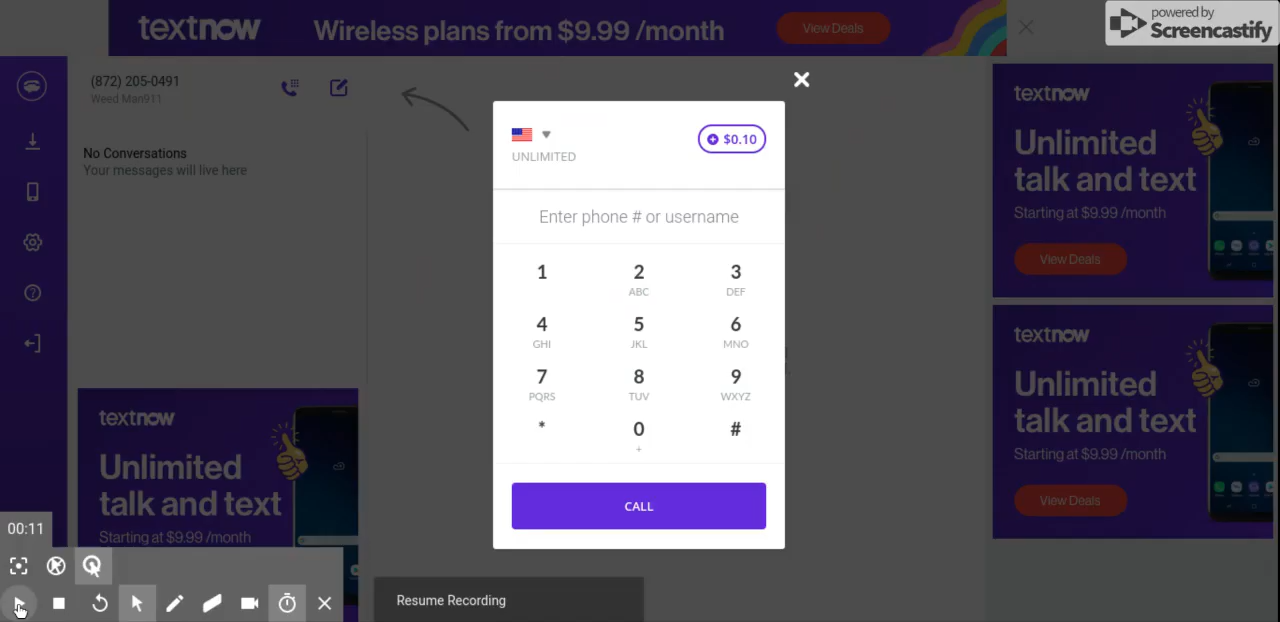 textnow
Wireless plans from $9.99 /month
View Deals
powered by
Screencastify
(872) 205-0491
Weed Man911
No Conversations
Your messages will live here
UNLIMITED
$0.10
Enter phone # or username
1
2
ABC
3
DEF
4
GHI
5
JKL
6
MNO
7
PQRS
8
TUV
9
WXYZ
*
0
+
#
CALL
textnow
Unlimited
talk and text
Starting at $9.99 /month
View Deals
textnow
Unlimited
talk and text
Starting at $9.99 /month
View Deals
textnow
Unlimited
talk and text
Starting at $9.99 /month
00:11
Resume Recording